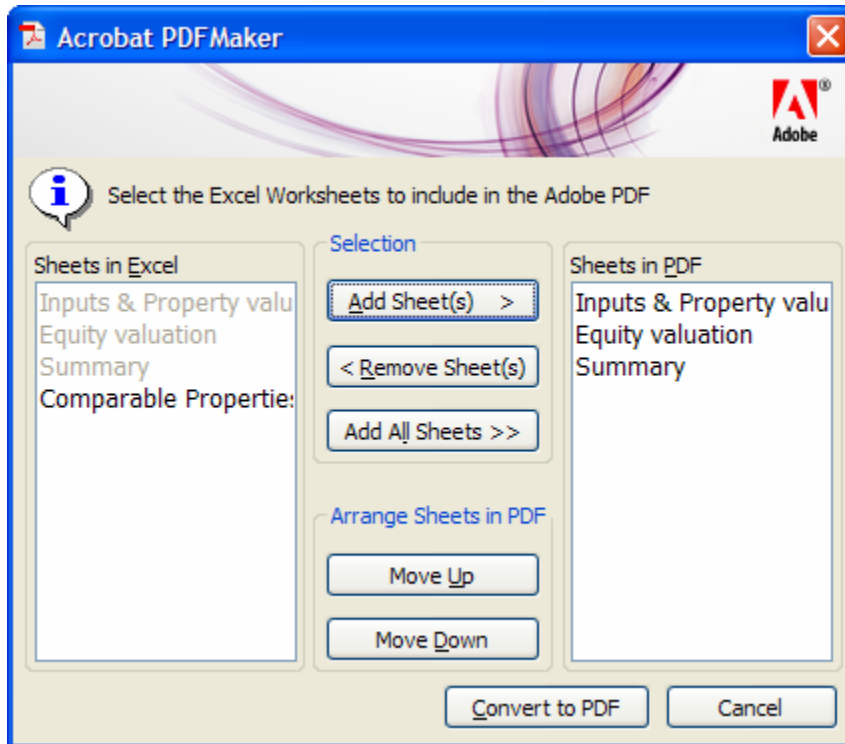 Acrobat PDFMaker
Adobe
®
Select the Excel Worksheets to include in the Adobe PDF
Sheets in Excel
Inputs & Property valu
Equity valuation
Summary
Comparable Properties
Selection
Add Sheet(s) >
< Remove Sheet(s)
Add All Sheets >>
Arrange Sheets in PDF
Move Up
Move Down
Sheets in PDF
Inputs & Property valu
Equity valuation
Summary
Convert to PDF
Cancel